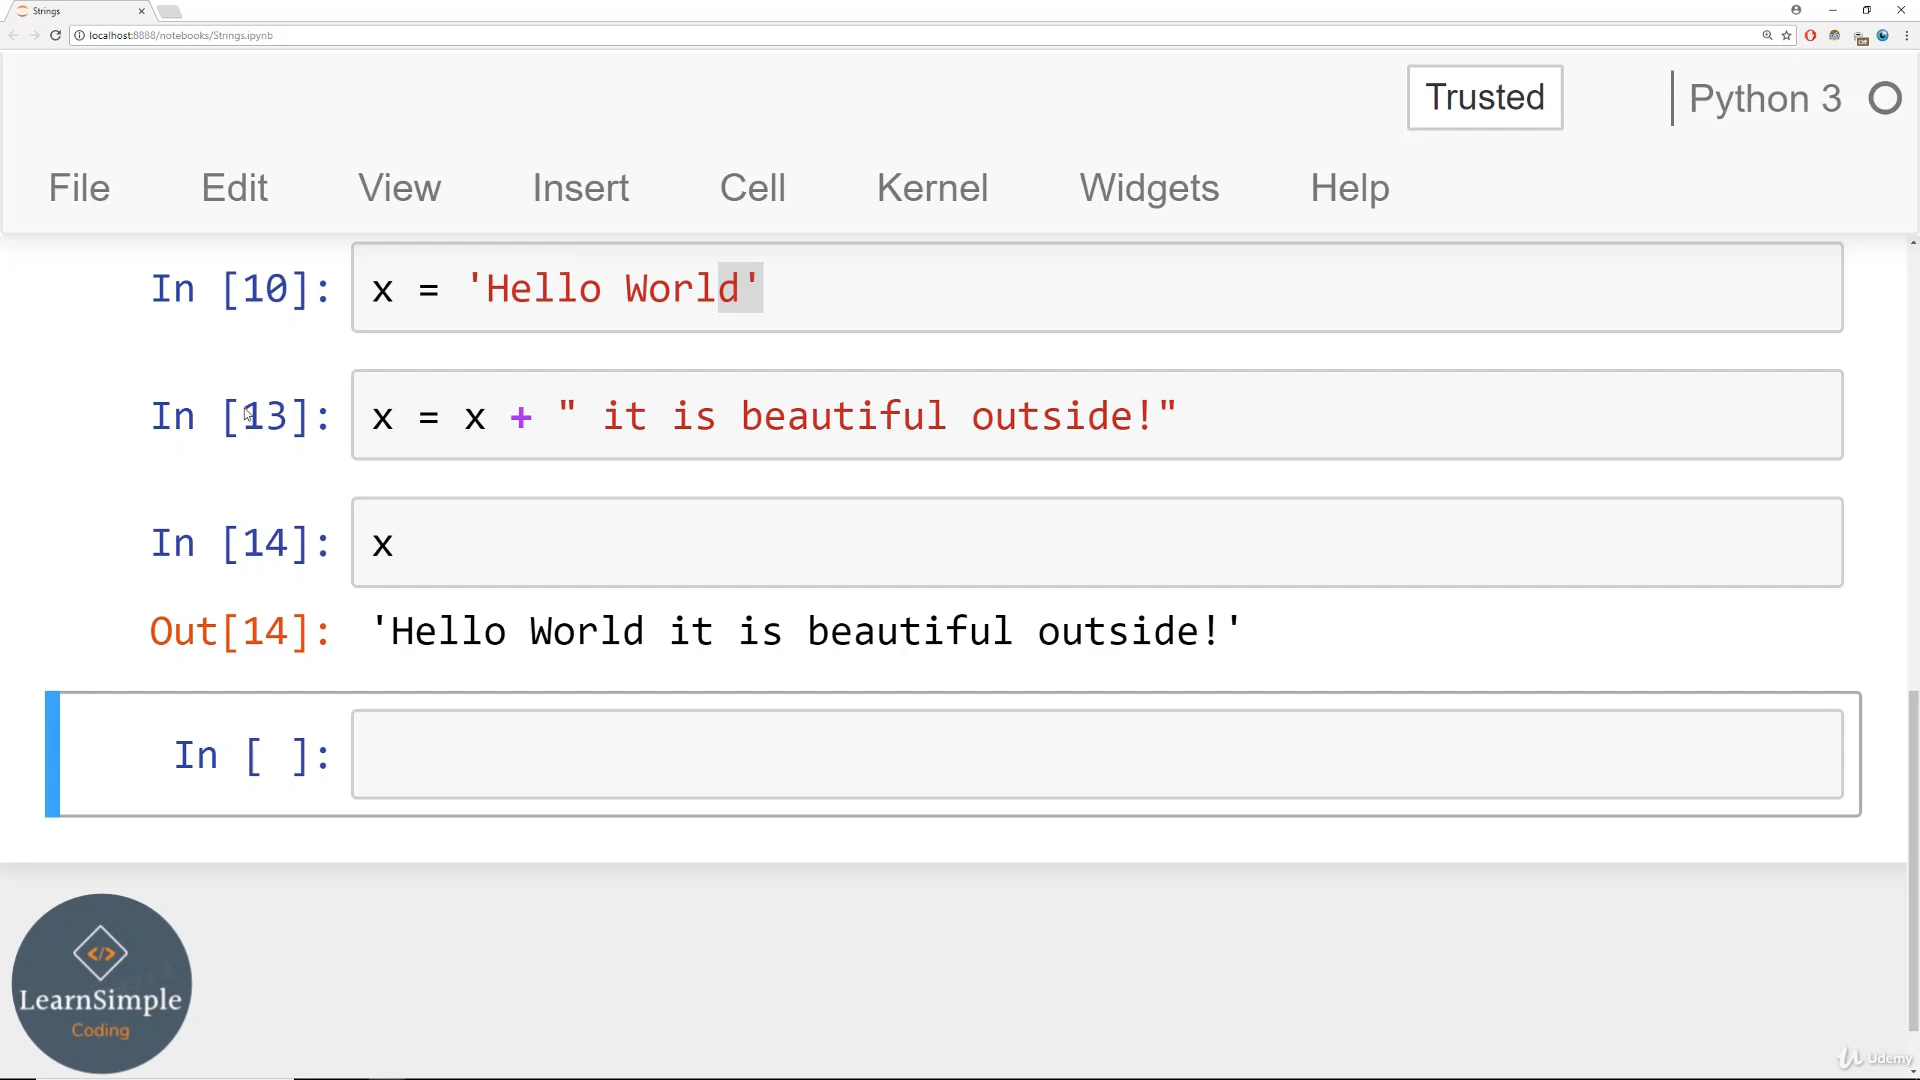 Strings
localhost:8888/notebooks/Strings.ipynb
Off
Trusted
Python 3
File Edit View Insert Cell Kernel Widgets Help
In [10]: x = 'Hello World'
In [13]: x = x + " it is beautiful outside!"
In [14]: x
Out[14]: 'Hello World it is beautiful outside!'
In [ ]:
</>
LearnSimple
Coding
Udemy